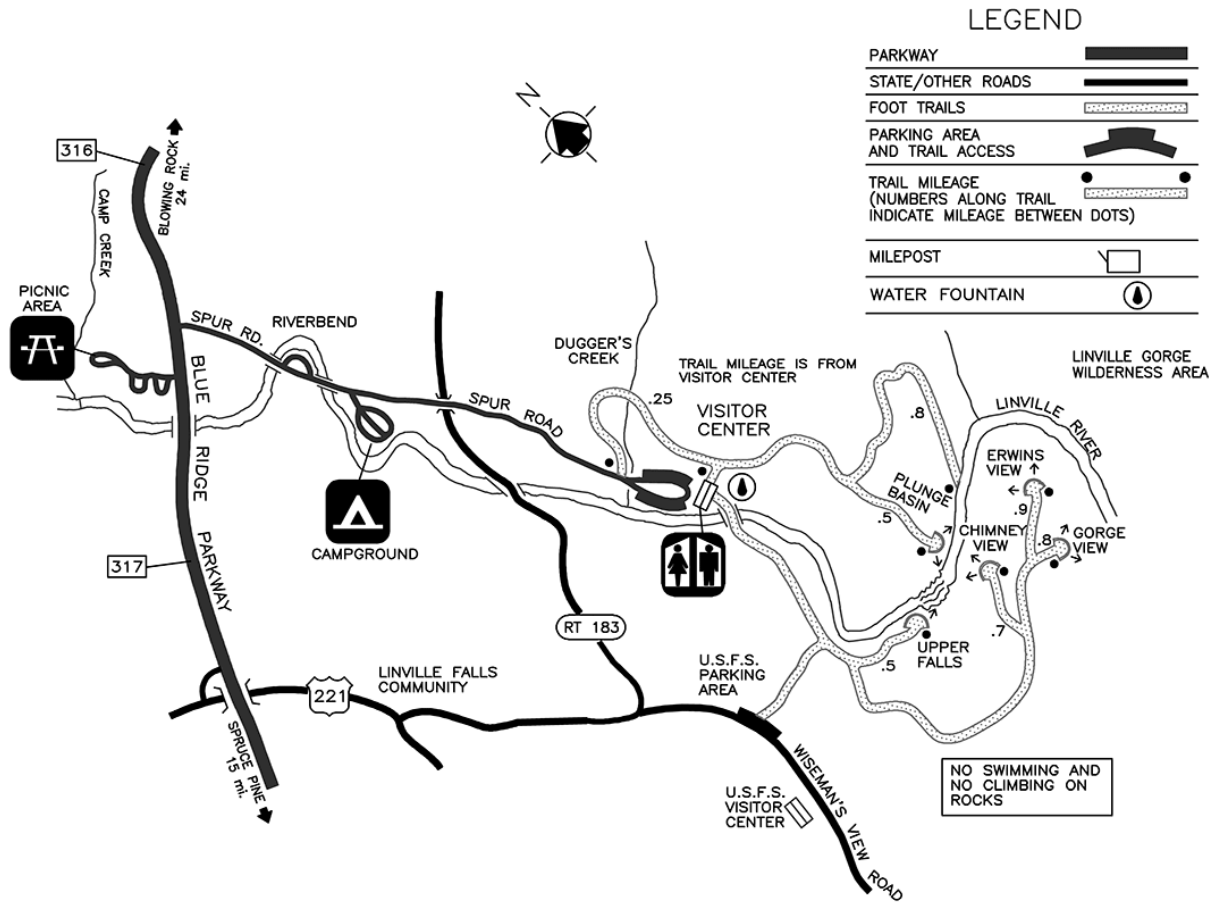 LEGEND
PARKWAY
STATE/OTHER ROADS
FOOT TRAILS
PARKING AREA
AND TRAIL ACCESS
TRAIL MILEAGE
(NUMBERS ALONG TRAIL
INDICATE MILEAGE BETWEEN DOTS)
MILEPOST
WATER FOUNTAIN
N
316
BLOWING ROCK
24 mi.
CAMP CREEK
PICNIC
AREA
SPUR RD.
RIVERBEND
BLUE RIDGE PARKWAY
SPUR ROAD
CAMPGROUND
DUGGER'S
CREEK
.25
TRAIL MILEAGE IS FROM
VISITOR CENTER
VISITOR
CENTER
LINVILLE GORGE
WILDERNESS AREA
.8
LINVILLE
RIVER
ERWINS
VIEW
PLUNGE
BASIN
.5
.9
CHIMNEY
VIEW
.8
GORGE
VIEW
.7
317
RT 183
UPPER
FALLS
.5
LINVILLE FALLS
COMMUNITY
221
U.S.F.S.
PARKING
AREA
SPRUCE PINE
15 mi.
WISEMAN'S VIEW ROAD
U.S.F.S.
VISITOR
CENTER
NO SWIMMING AND
NO CLIMBING ON
ROCKS